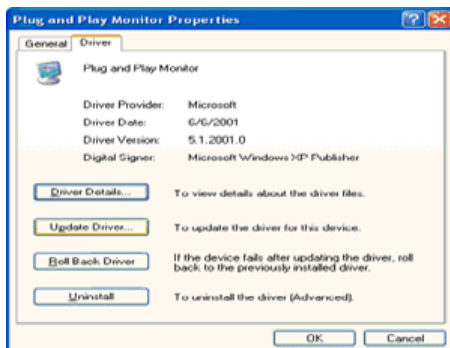 Plug and Play Monitor Properties
General Driver
Plug and Play Monitor
Driver Provider: Microsoft
Driver Date: 6/6/2001
Driver Version: 5.1.2001.0
Digital Signer: Microsoft Windows XP Publisher
Driver Details... To view details about the driver files.
Update Driver... To update the driver for this device.
Roll Back Driver If the device fails after updating the driver, roll
back to the previously installed driver.
Uninstall To uninstall the driver (Advanced).
OK Cancel